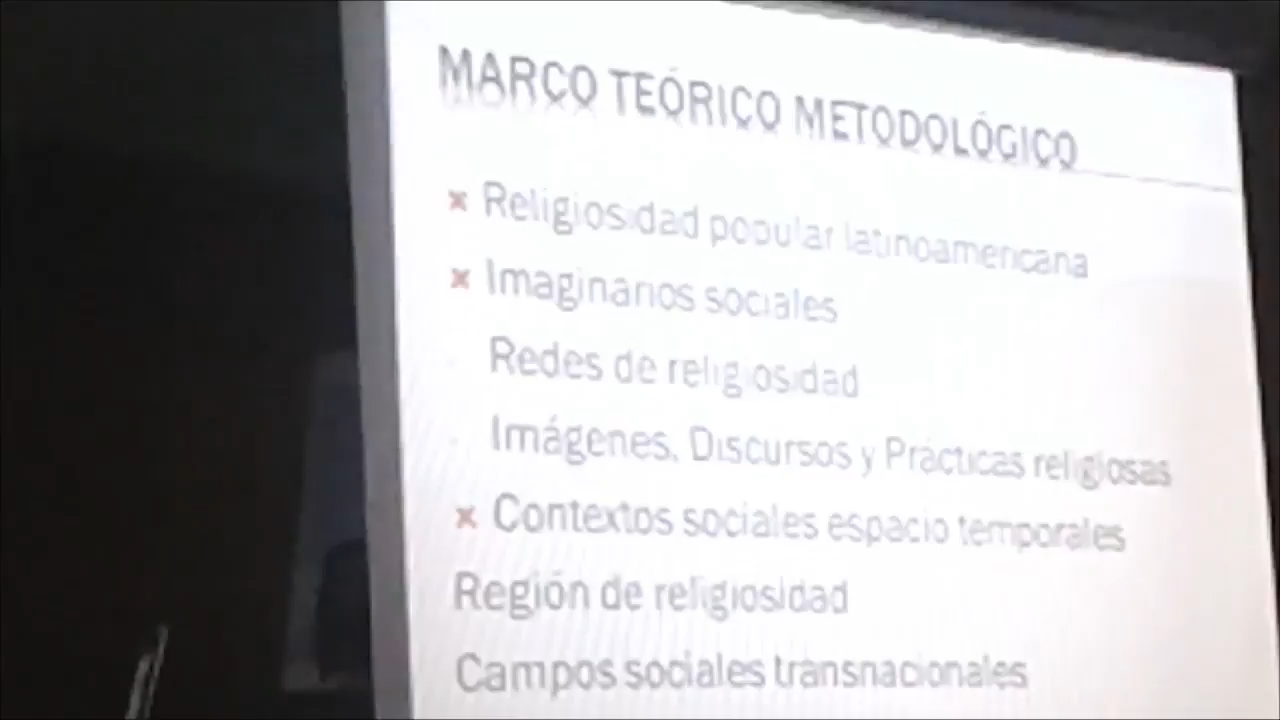 MARCO TEÓRICO METODOLÓGICO
Religiosidad popular latinoamericana
Imaginarios sociales
Redes de religiosidad
Imágenes, Discursos y Prácticas religiosas
Contextos sociales espacio temporales
Región de religiosidad
Campos sociales transnacionales